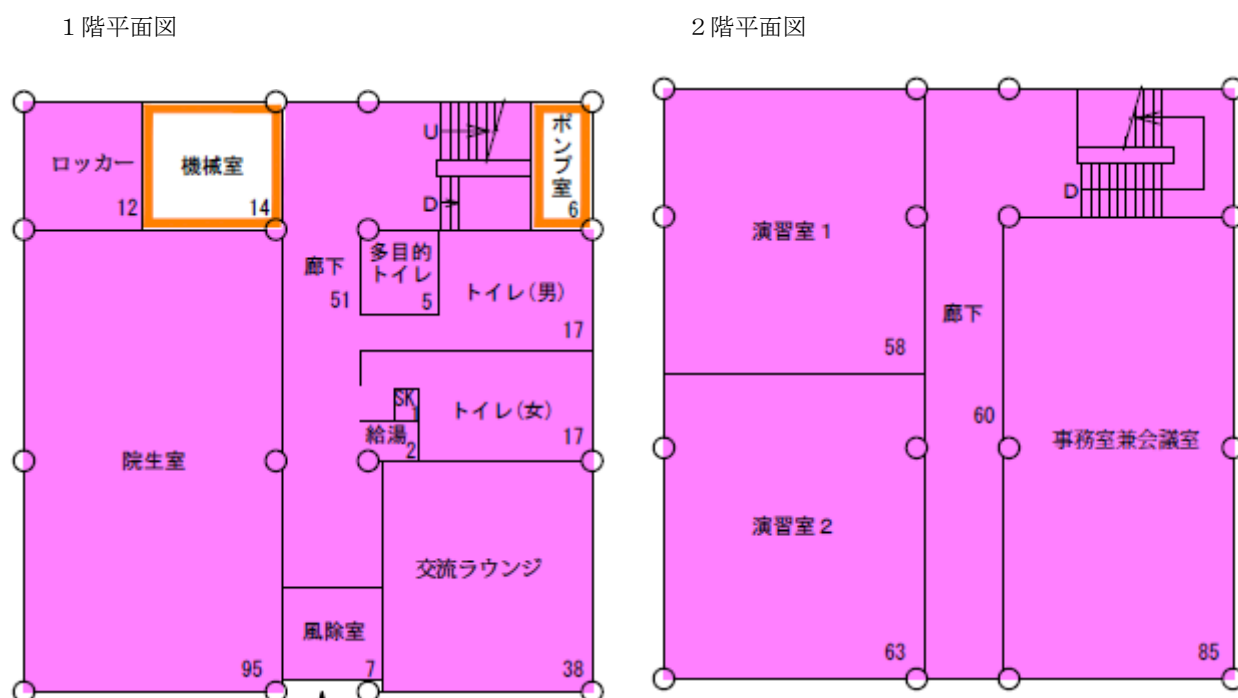 １階平面図
２階平面図
ロッカー
12
機械室
14
U
D
ポンプ室
6
廊下
51
多目的
トイレ
5
トイレ(男)
17
SK
1
トイレ(女)
17
給湯
2
院生室
95
交流ラウンジ
38
風除室
7
演習室１
58
D
廊下
60
事務室兼会議室
85
演習室２
63